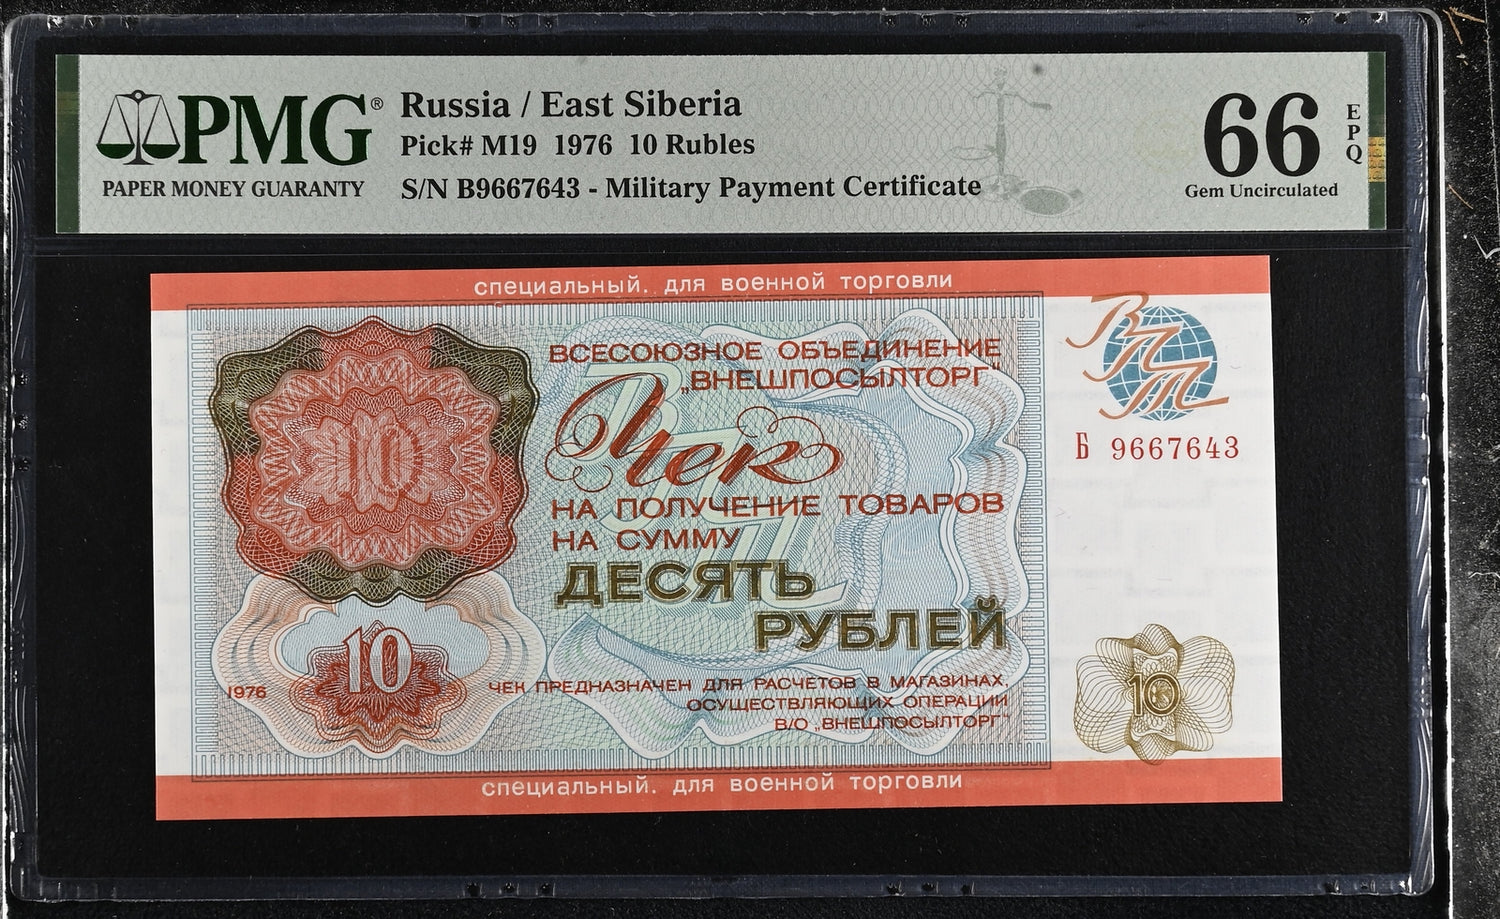 PMG®
PAPER MONEY GUARANTY
Russia / East Siberia
Pick# M19 1976 10 Rubles
S/N B9667643 - Military Payment Certificate
66
EPQ
Gem Uncirculated
специальный. для военной торговли
ВСЕСОЮЗНОЕ ОБЪЕДИНЕНИЕ
„ВНЕШПОСЫЛТОРГ"
Чек
НА ПОЛУЧЕНИЕ ТОВАРОВ
НА СУММУ
ДЕСЯТЬ
РУБЛЕЙ
ЧЕК ПРЕДНАЗНАЧЕН ДЛЯ РАСЧЕТОВ В МАГАЗИНАХ,
ОСУЩЕСТВЛЯЮЩИХ ОПЕРАЦИИ
В/О „ВНЕШПОСЫЛТОРГ"
10
10
1976
ВПТ
ВПТ
Б 9667643
10
специальный. для военной торговли